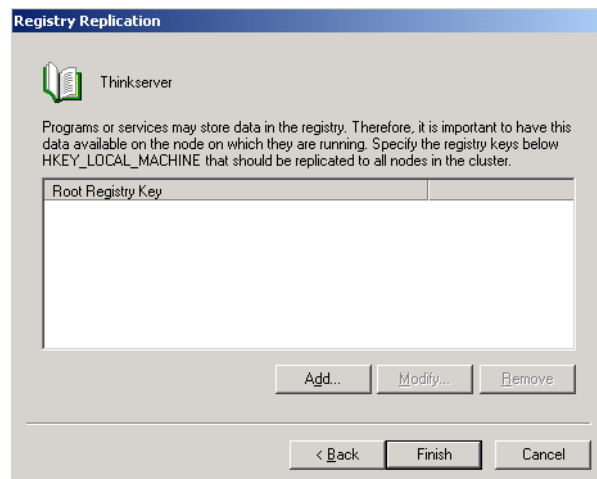 Registry Replication
Thinkserver
Programs or services may store data in the registry. Therefore, it is important to have this
data available on the node on which they are running. Specify the registry keys below
HKEY_LOCAL_MACHINE that should be replicated to all nodes in the cluster.
Root Registry Key
Add... Modify... Remove
< Back Finish Cancel